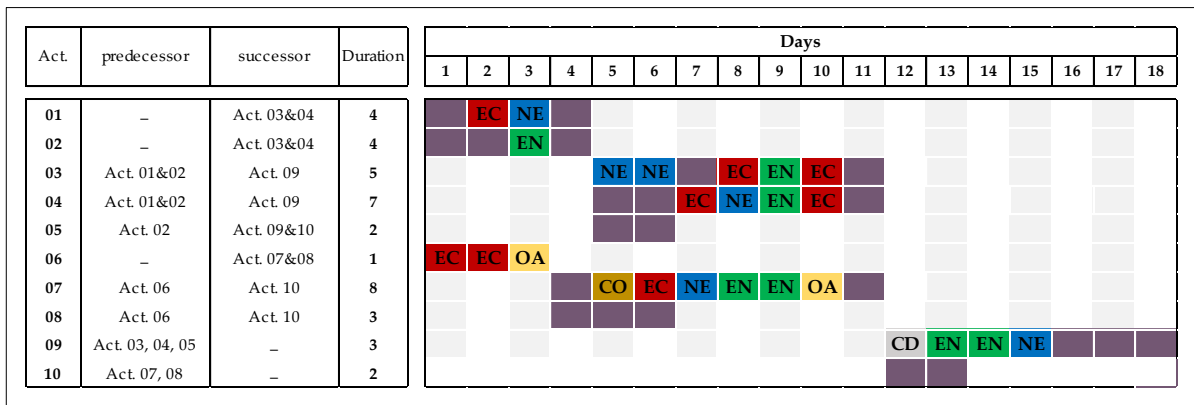 Act. predecessor successor Duration Days
1 2 3 4 5 6 7 8 9 10 11 12 13 14 15 16 17 18
01 – Act. 03&04 4 EC NE
02 – Act. 03&04 4 EN
03 Act. 01&02 Act. 09 5 NE NE EC EN EC
04 Act. 01&02 Act. 09 7 EC NE EN EC
05 Act. 02 Act. 09&10 2
06 – Act. 07&08 1 EC EC OA
07 Act. 06 Act. 10 8 CO EC NE EN EN OA
08 Act. 06 Act. 10 3
09 Act. 03, 04, 05 – 3 CD EN EN NE
10 Act. 07, 08 – 2